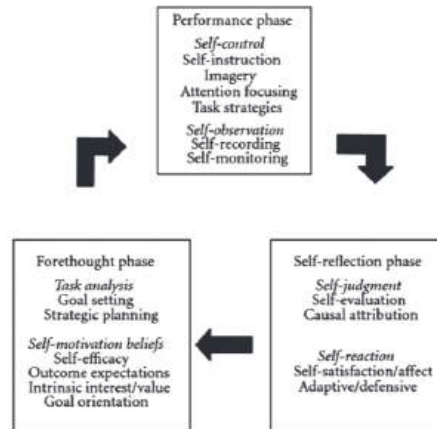 Performance phase
Self-control
Self-instruction
Imagery
Attention focusing
Task strategies
Self-observation
Self-recording
Self-monitoring
Forethought phase
Task analysis
Goal setting
Strategic planning
Self-motivation beliefs
Self-efficacy
Outcome expectations
Intrinsic interest/value
Goal orientation
Self-reflection phase
Self-judgment
Self-evaluation
Causal attribution
Self-reaction
Self-satisfaction/affect
Adaptive/defensive